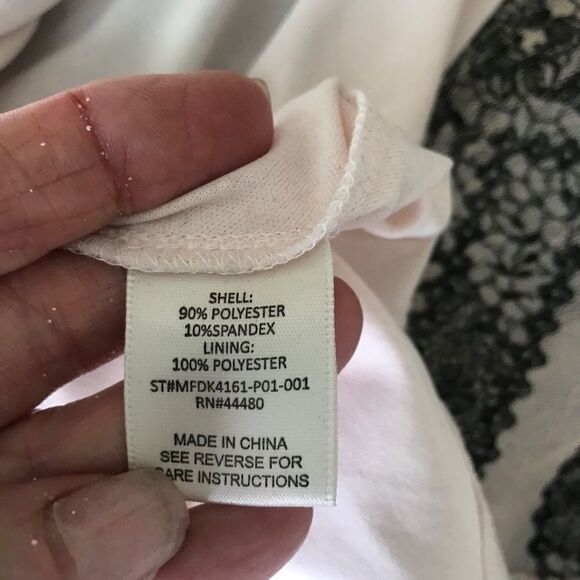 SHELL:
90% POLYESTER
10%SPANDEX
LINING:
100% POLYESTER
ST#MFDK4161-P01-001
RN#44480
MADE IN CHINA
SEE REVERSE FOR
CARE INSTRUCTIONS